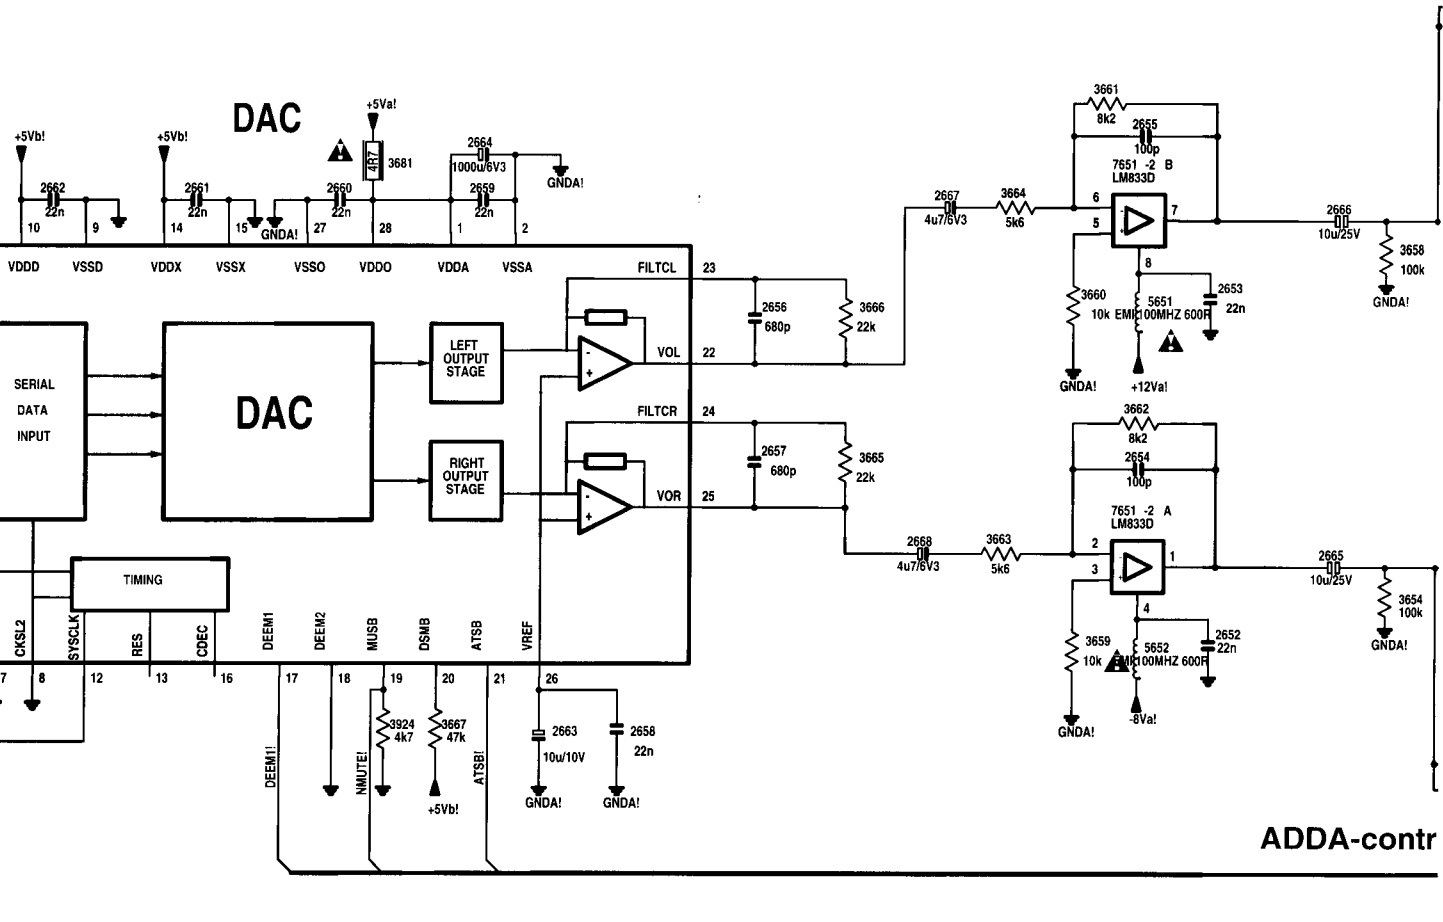 DAC
+5Va!
+5Vb!
+5Vb!
2662
22n
2661
22n
2660
22n
4R7
3681
2664
1000u/6V3
2659
22n
GNDA!
GNDA!
10
9
14
15
27
28
1
2
VDDD
VSSD
VDDX
VSSX
VSSO
VDDO
VDDA
VSSA
FILTCL
23
2656
680p
3666
22k
VOL
22
SERIAL
DATA
INPUT
DAC
LEFT
OUTPUT
STAGE
-
+
FILTCR
24
2657
680p
3665
22k
VOR
25
RIGHT
OUTPUT
STAGE
-
+
TIMING
CKSL2
SYSCLK
RES
CDEC
DEEM1
DEEM2
MUSB
DSMB
ATSB
VREF
7
8
12
13
16
17
18
19
20
21
26
3924
4k7
3667
47k
+5Vb!
2663
10u/10V
2658
22n
GNDA!
GNDA!
DEEM1!
NMUTE!
ATSB!
3661
8k2
2655
100p
7651 -2 B
LM833D
2667
4u7/6V3
3664
5k6
6
5
7
-
+
8
2666
10u/25V
3658
100k
GNDA!
3660
10k
5651
EMI 100MHZ 600R
2653
22n
GNDA!
+12Va!
3662
8k2
2654
100p
7651 -2 A
LM833D
2668
4u7/6V3
3663
5k6
2
3
1
-
+
4
2665
10u/25V
3654
100k
GNDA!
3659
10k
5652
EMI 100MHZ 600R
2652
22n
GNDA!
-8Va!
ADDA-contr